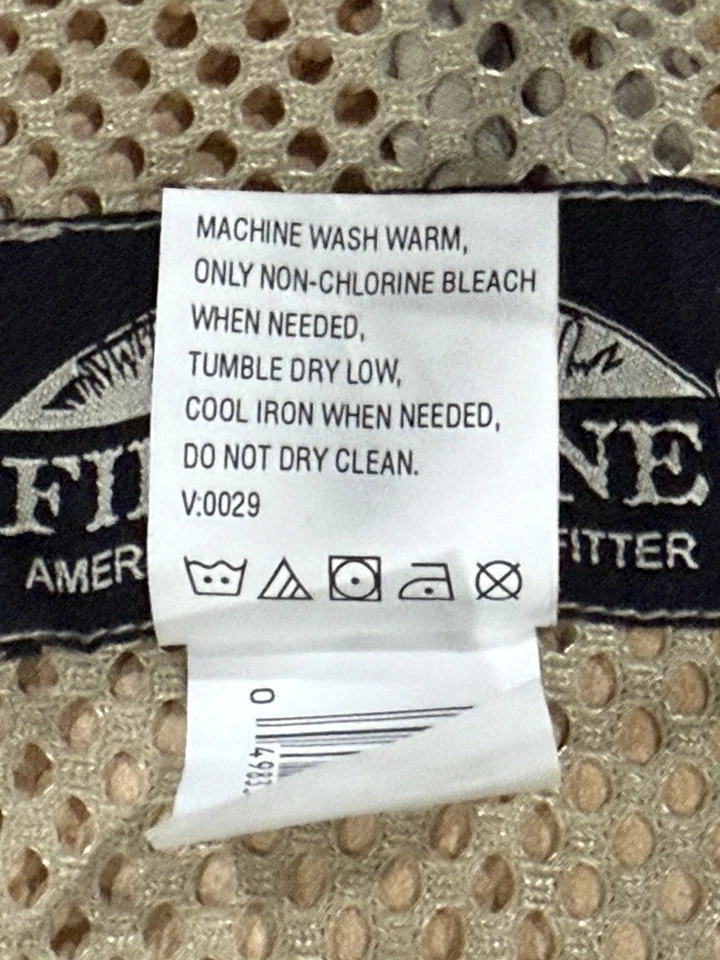 MACHINE WASH WARM,
ONLY NON-CHLORINE BLEACH
WHEN NEEDED,
TUMBLE DRY LOW,
COOL IRON WHEN NEEDED,
DO NOT DRY CLEAN.
V:0029
NE
AMER
FITTER
0